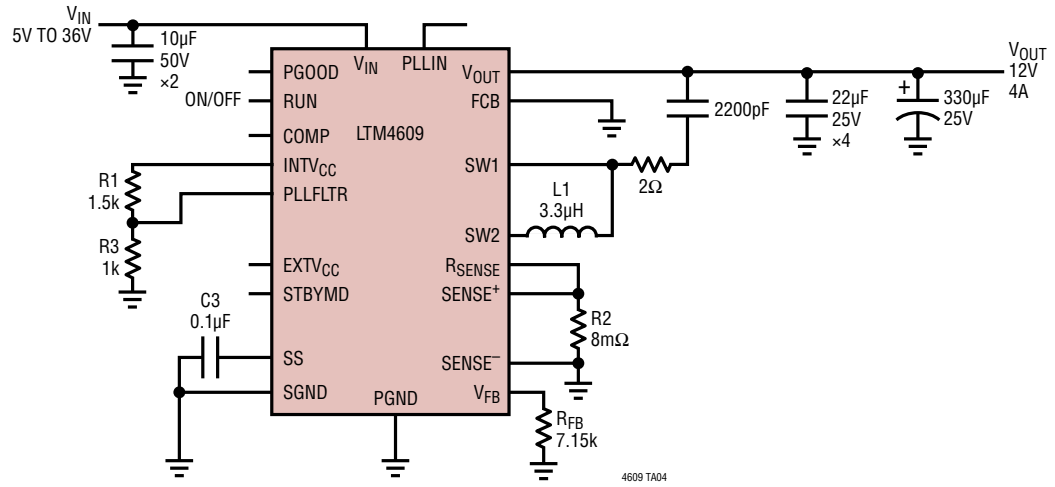 VIN
5V TO 36V
10µF
50V
×2
VIN
PLLIN
PGOOD
VOUT
VOUT
12V
4A
ON/OFF
RUN
FCB
2200pF
22µF
25V
×4
+
330µF
25V
COMP
LTM4609
INTVCC
SW1
2Ω
R1
1.5k
PLLFLTR
L1
3.3µH
R3
1k
SW2
EXTVCC
RSENSE
STBYMD
SENSE+
C3
0.1µF
R2
8mΩ
SS
SENSE–
SGND
PGND
VFB
RFB
7.15k
4609 TA04